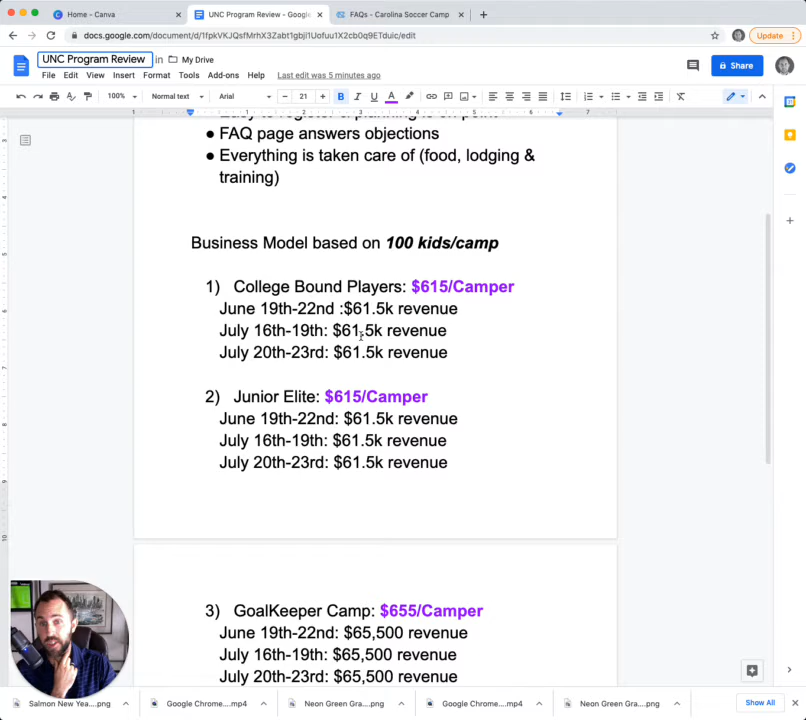 Home - Canva
UNC Program Review - Google
FAQs - Carolina Soccer Camp
docs.google.com/document/d/1fpkVKJQsfMrhX3Zabt1gbji1Uofuu1X2cb0q9ETduic/edit
Update
UNC Program Review in My Drive
File Edit View Insert Format Tools Add-ons Help Last edit was 5 minutes ago
Share
100% Normal text Arial 21 B I U A
● FAQ page answers objections
● Everything is taken care of (food, lodging &
training)
Business Model based on 100 kids/camp
1) College Bound Players: $615/Camper
June 19th-22nd :$61.5k revenue
July 16th-19th: $61.5k revenue
July 20th-23rd: $61.5k revenue
2) Junior Elite: $615/Camper
June 19th-22nd: $61.5k revenue
July 16th-19th: $61.5k revenue
July 20th-23rd: $61.5k revenue
3) GoalKeeper Camp: $655/Camper
June 19th-22nd: $65,500 revenue
July 16th-19th: $65,500 revenue
July 20th-23rd: $65,500 revenue
Salmon New Yea....png
Google Chrome....mp4
Neon Green Gra....png
Google Chrome....mp4
Neon Green Gra....png
Show All